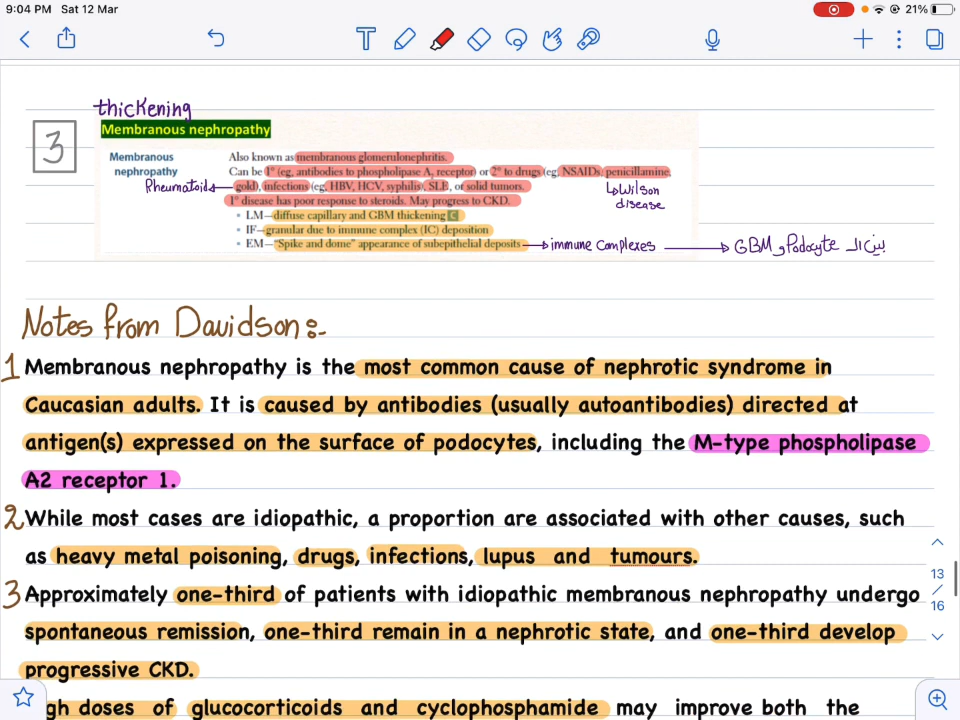 9:04 PM Sat 12 Mar 21%
thickening
3 Membranous nephropathy
Membranous nephropathy
Also known as membranous glomerulonephritis.
Can be 1° (eg, antibodies to phospholipase A2 receptor) or 2° to drugs (eg, NSAIDs, penicillamine,
Rheumatoid gold), infections (eg, HBV, HCV, syphilis), SLE, or solid tumors.
Wilson disease
1° disease has poor response to steroids. May progress to CKD.
• LM—diffuse capillary and GBM thickening C
• IF—granular due to immune complex (IC) deposition
• EM—"Spike and dome" appearance of subepithelial deposits → immune complexes → بين الـ Podocyte و GBM
Notes from Davidson:-
1 Membranous nephropathy is the most common cause of nephrotic syndrome in
Caucasian adults. It is caused by antibodies (usually autoantibodies) directed at
antigen(s) expressed on the surface of podocytes, including the M-type phospholipase
A2 receptor 1.
2 While most cases are idiopathic, a proportion are associated with other causes, such
as heavy metal poisoning, drugs, infections, lupus and tumours.
3 Approximately one-third of patients with idiopathic membranous nephropathy undergo
spontaneous remission, one-third remain in a nephrotic state, and one-third develop
progressive CKD.
gh doses of glucocorticoids and cyclophosphamide may improve both the
13 / 16